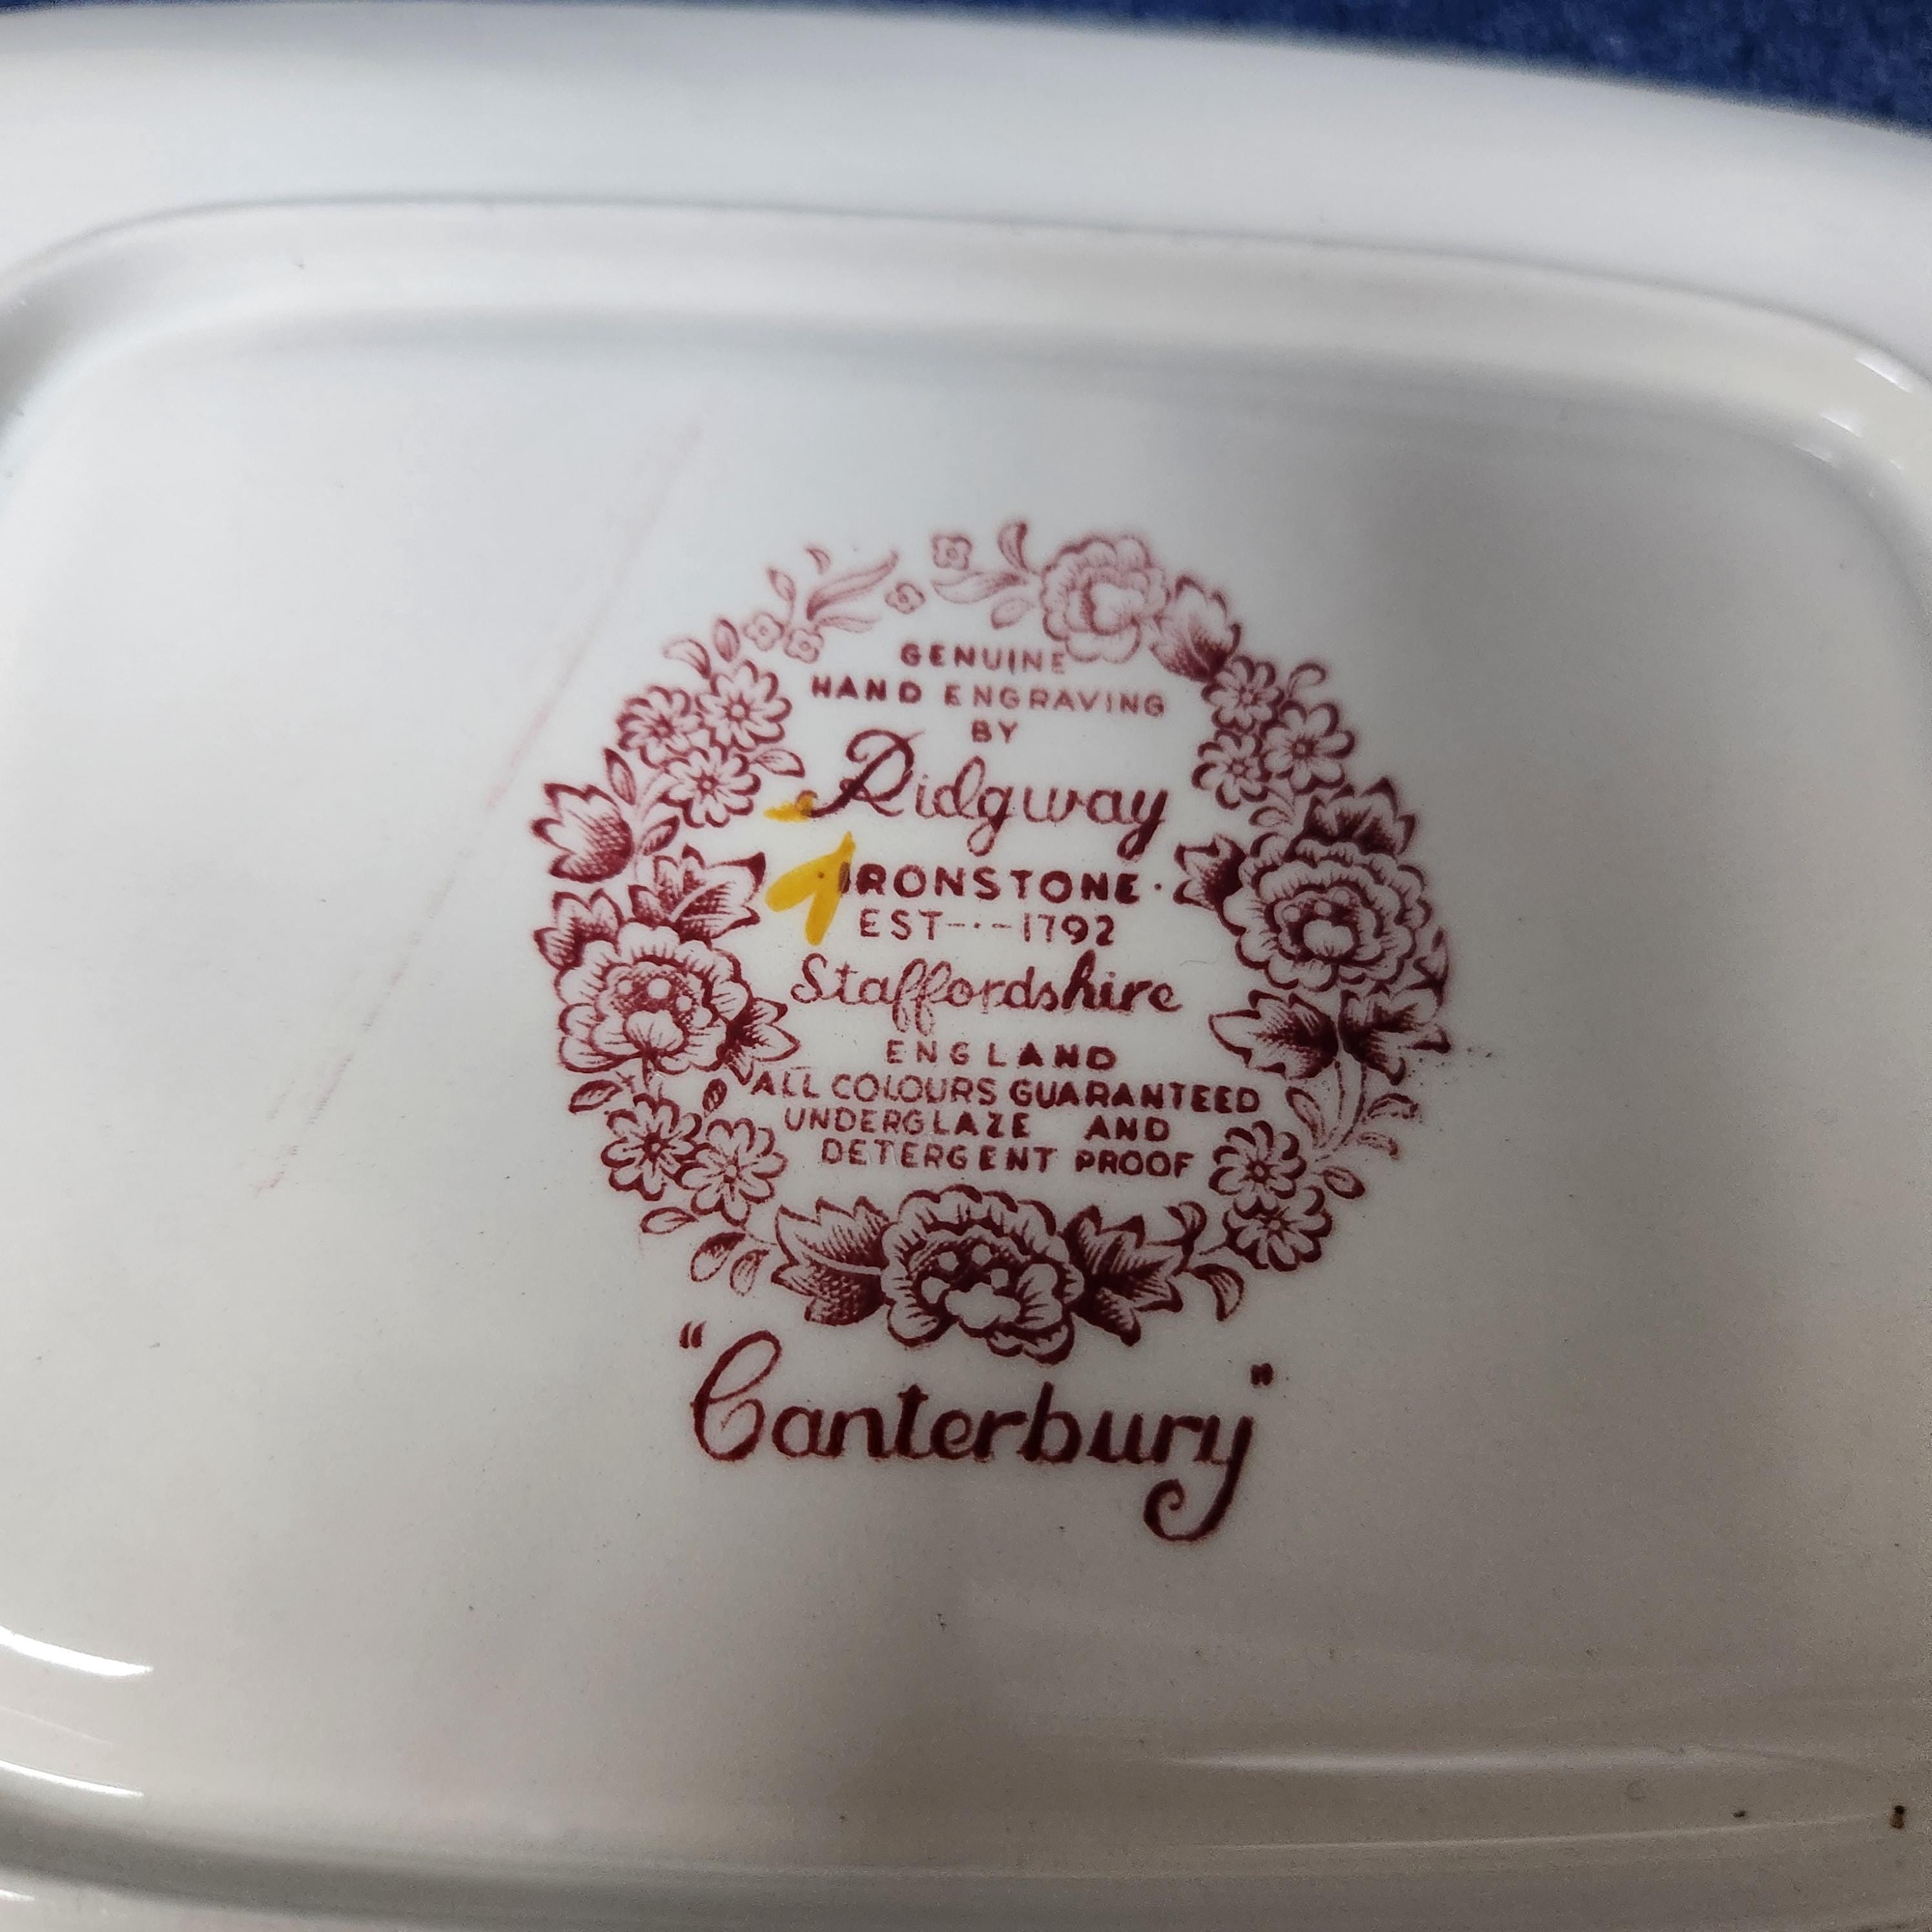 GENUINE
HAND ENGRAVING
BY
Ridgway
IRONSTONE·
EST--·--1792
Staffordshire
ENGLAND
ALL COLOURS GUARANTEED
UNDERGLAZE AND
DETERGENT PROOF
"Canterbury"